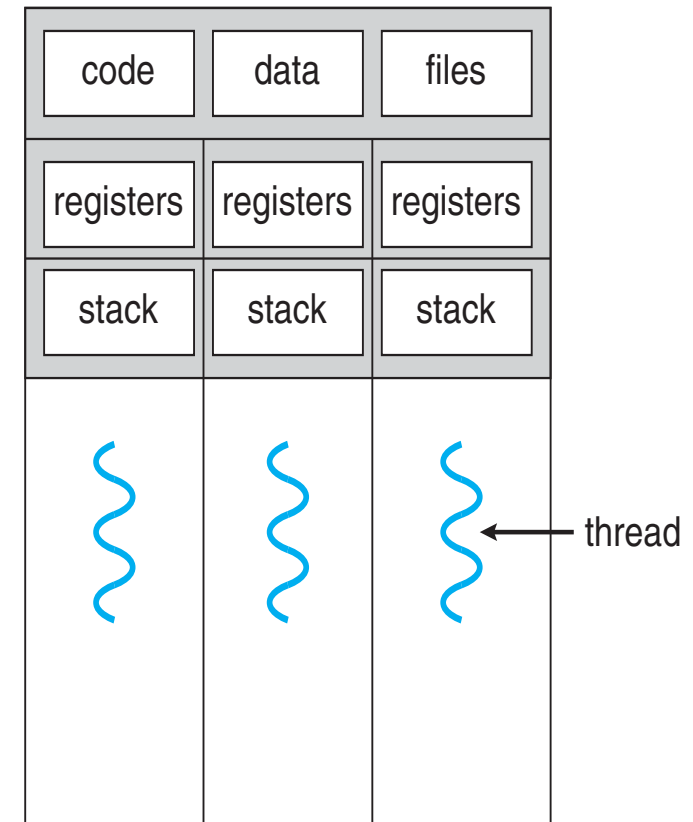 code data files
registers registers registers
stack stack stack
thread